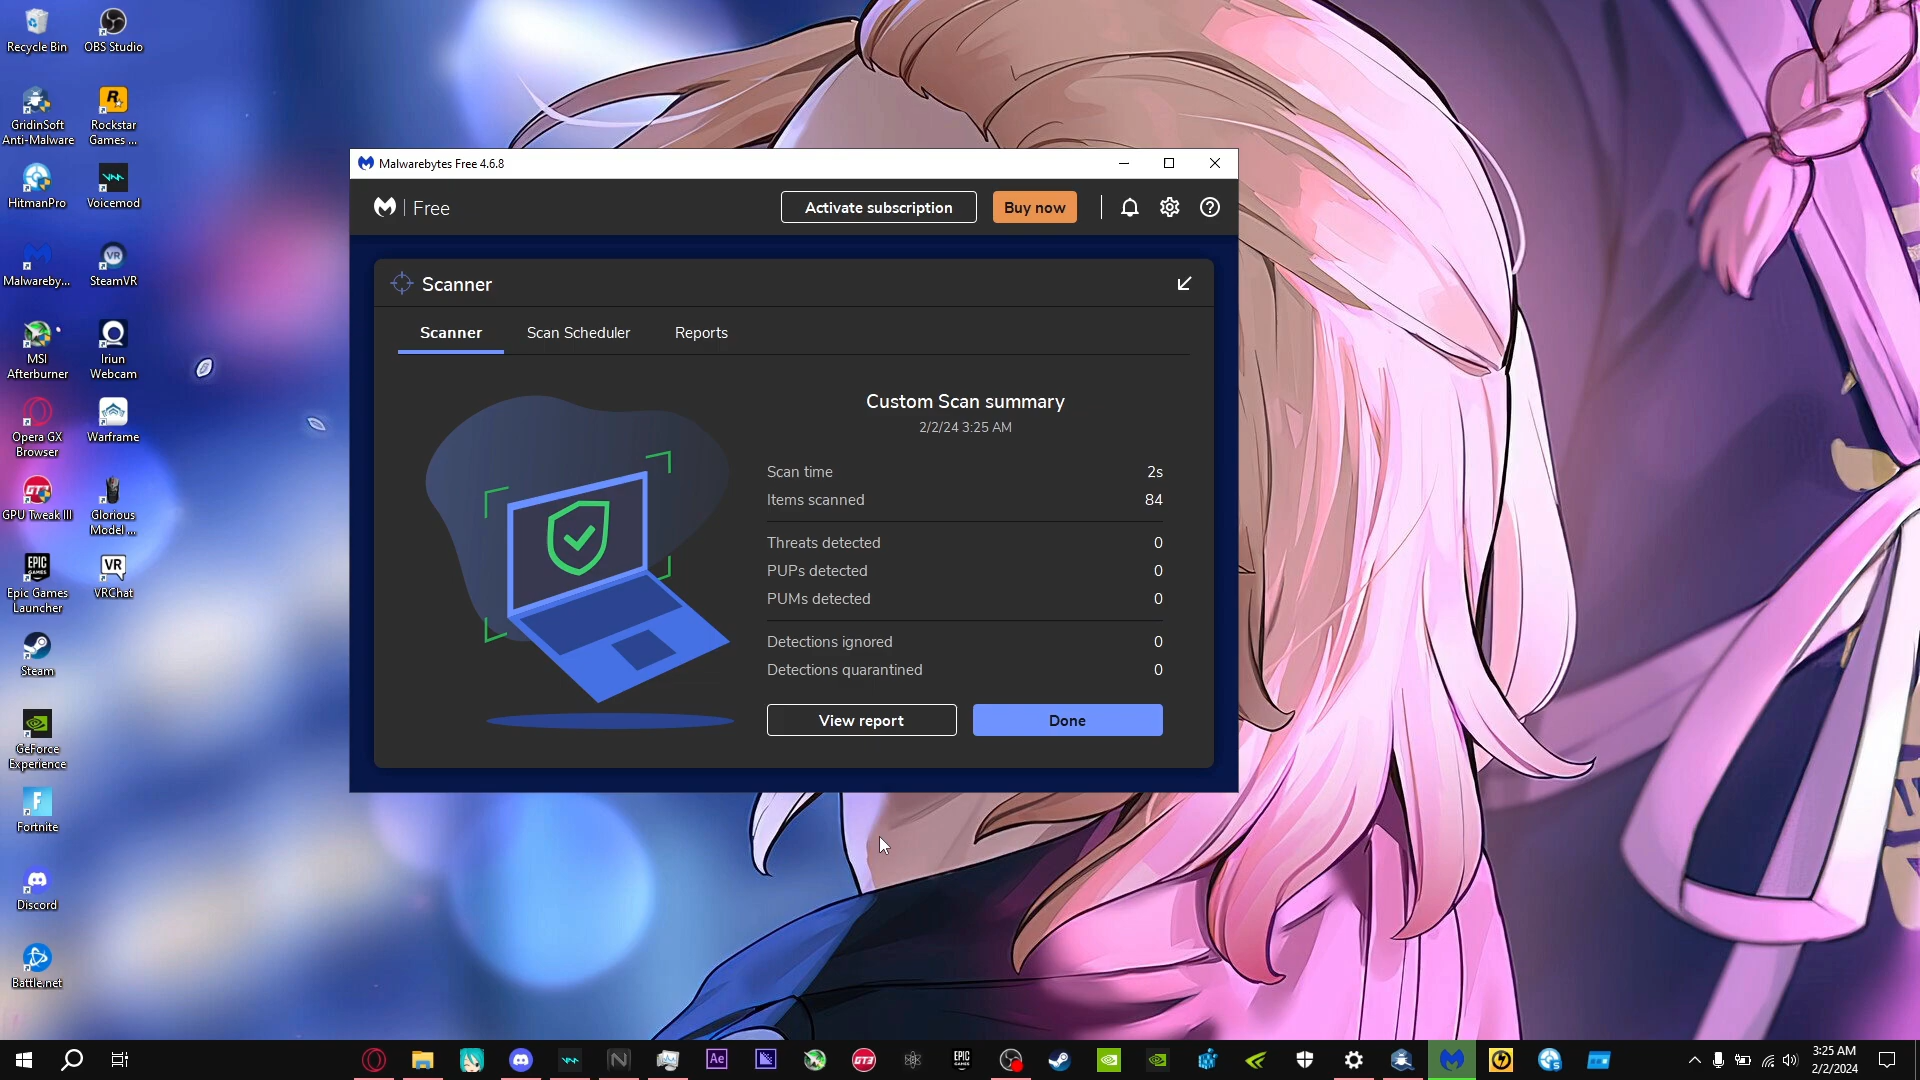 Recycle Bin
OBS Studio
GridinSoft
Anti-Malware
Rockstar
Games ...
HitmanPro
Voicemod
Malwareby...
SteamVR
MSI
Afterburner
Iriun
Webcam
Opera GX
Browser
Warframe
GPU Tweak III
Glorious
Model ...
Epic Games
Launcher
VRChat
Steam
GeForce
Experience
Fortnite
Discord
Battle.net
Malwarebytes Free 4.6.8
Free
Activate subscription
Buy now
Scanner
Scanner
Scan Scheduler
Reports
Custom Scan summary
2/2/24 3:25 AM
Scan time 2s
Items scanned 84
Threats detected 0
PUPs detected 0
PUMs detected 0
Detections ignored 0
Detections quarantined 0
View report
Done
Ae
GT3
EPIC
GAMES
3:25 AM
2/2/2024